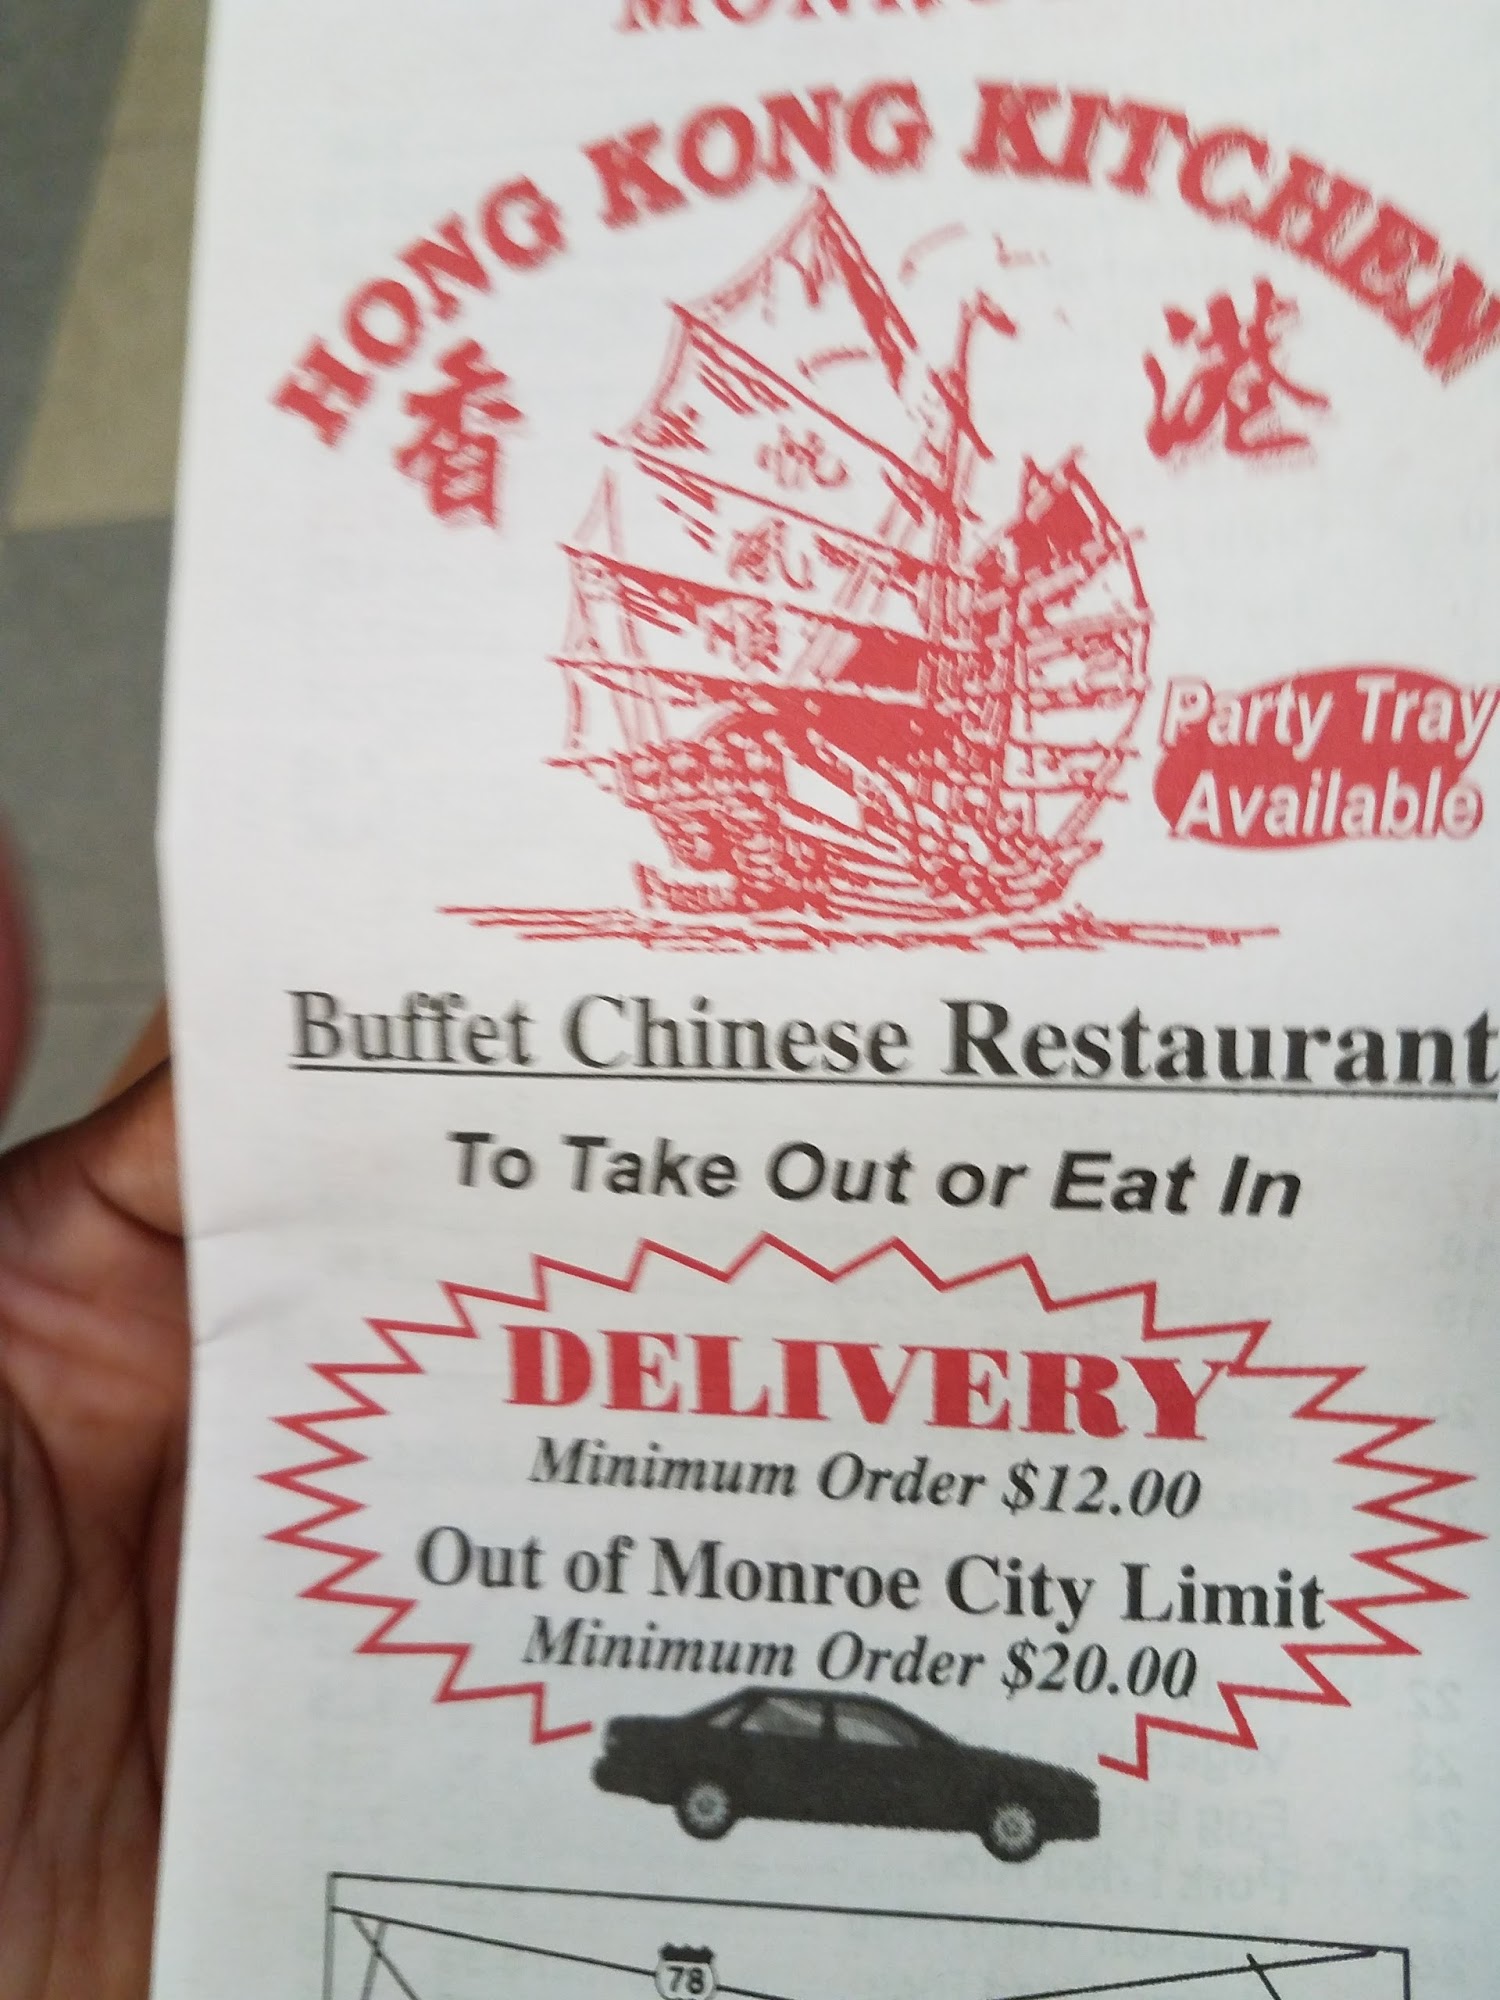 HONG KONG KITCHEN
香 港
順
Party Tray
Available
Buffet Chinese Restaurant
To Take Out or Eat In
DELIVERY
Minimum Order $12.00
Out of Monroe City Limit
Minimum Order $20.00
78